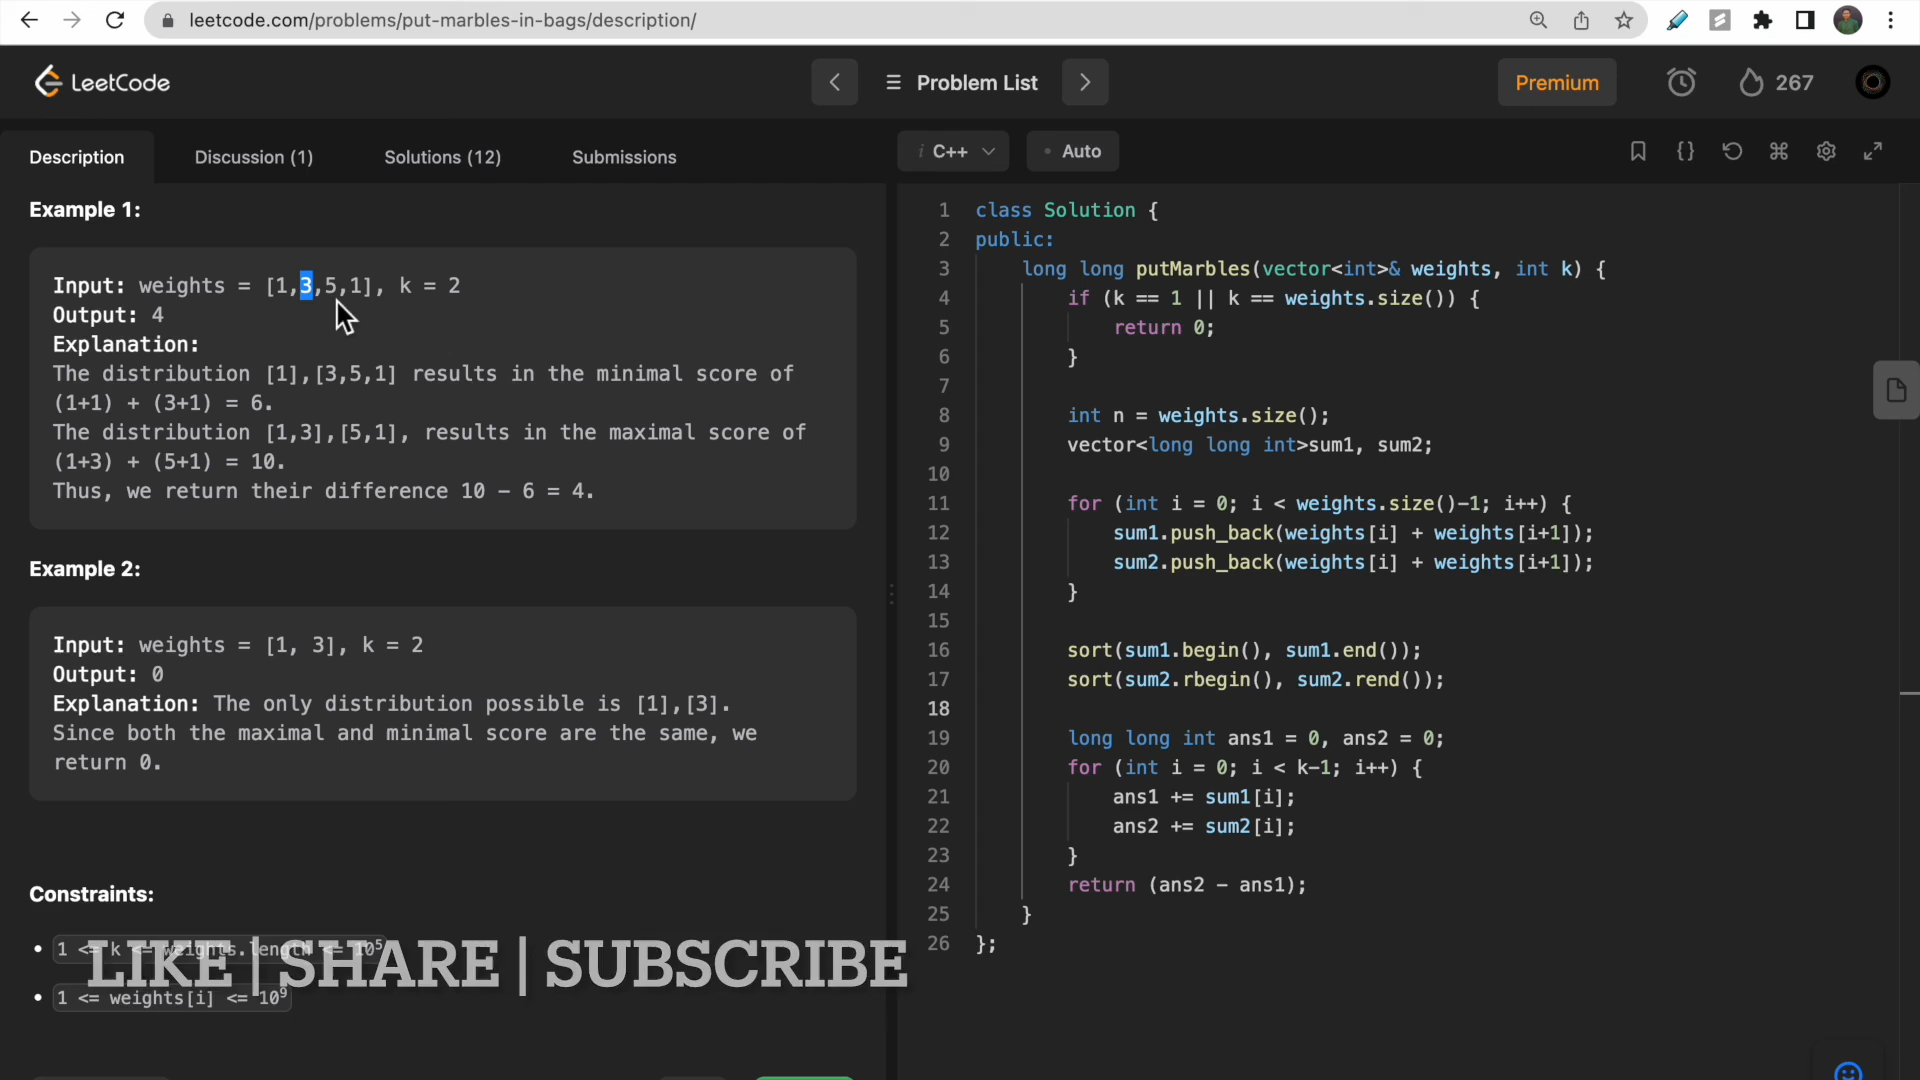 leetcode.com/problems/put-marbles-in-bags/description/
LeetCode
Problem List
Premium
267
Description
Discussion (1)
Solutions (12)
Submissions
i C++
• Auto
Example 1:
Input: weights = [1,3,5,1], k = 2
Output: 4
Explanation:
The distribution [1],[3,5,1] results in the minimal score of
(1+1) + (3+1) = 6.
The distribution [1,3],[5,1], results in the maximal score of
(1+3) + (5+1) = 10.
Thus, we return their difference 10 - 6 = 4.
Example 2:
Input: weights = [1, 3], k = 2
Output: 0
Explanation: The only distribution possible is [1],[3].
Since both the maximal and minimal score are the same, we
return 0.
Constraints:
• 1 <= k <= weights.length <= 10⁵
• 1 <= weights[i] <= 10⁹
LIKE | SHARE | SUBSCRIBE
1 class Solution {
2 public:
3     long long putMarbles(vector<int>& weights, int k) {
4         if (k == 1 || k == weights.size()) {
5             return 0;
6         }
7
8         int n = weights.size();
9         vector<long long int>sum1, sum2;
10
11         for (int i = 0; i < weights.size()-1; i++) {
12             sum1.push_back(weights[i] + weights[i+1]);
13             sum2.push_back(weights[i] + weights[i+1]);
14         }
15
16         sort(sum1.begin(), sum1.end());
17         sort(sum2.rbegin(), sum2.rend());
18
19         long long int ans1 = 0, ans2 = 0;
20         for (int i = 0; i < k-1; i++) {
21             ans1 += sum1[i];
22             ans2 += sum2[i];
23         }
24         return (ans2 - ans1);
25     }
26 };